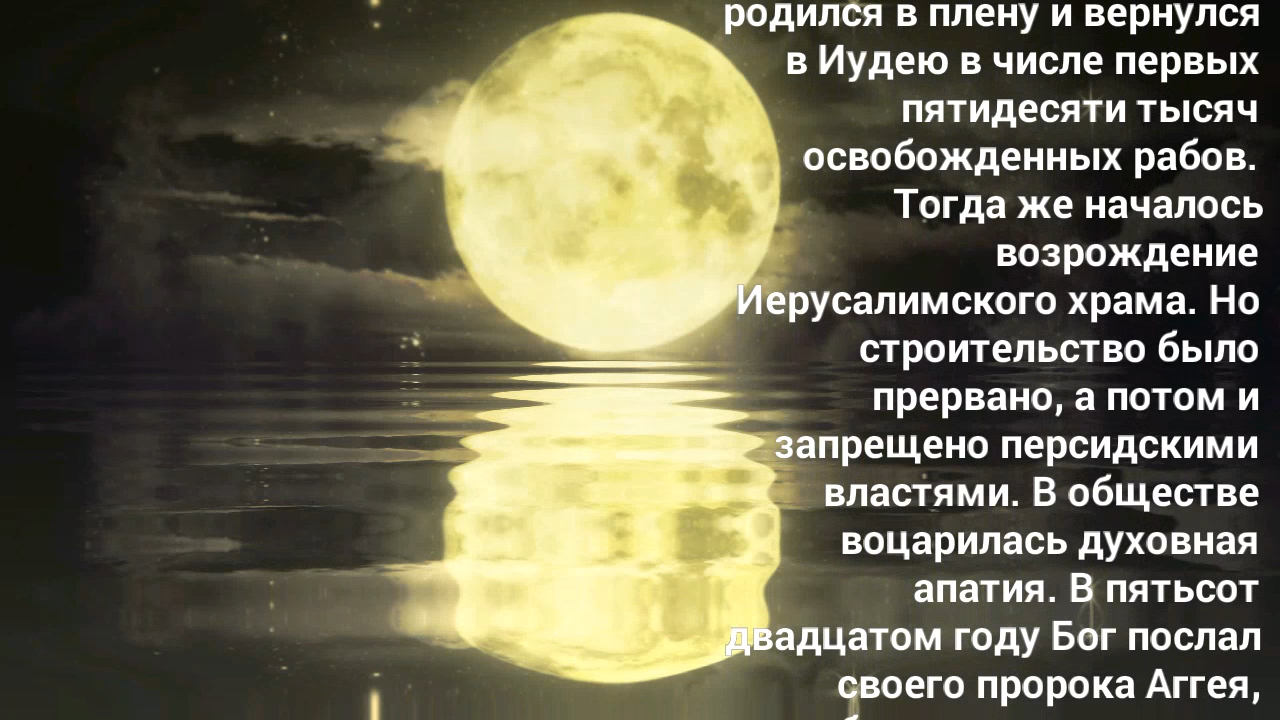 родился в плену и вернулся
в Иудею в числе первых
пятидесяти тысяч
освобожденных рабов.
Тогда же началось
возрождение
Иерусалимского храма. Но
строительство было
прервано, а потом и
запрещено персидскими
властями. В обществе
воцарилась духовная
апатия. В пятьсот
двадцатом году Бог послал
своего пророка Аггея,